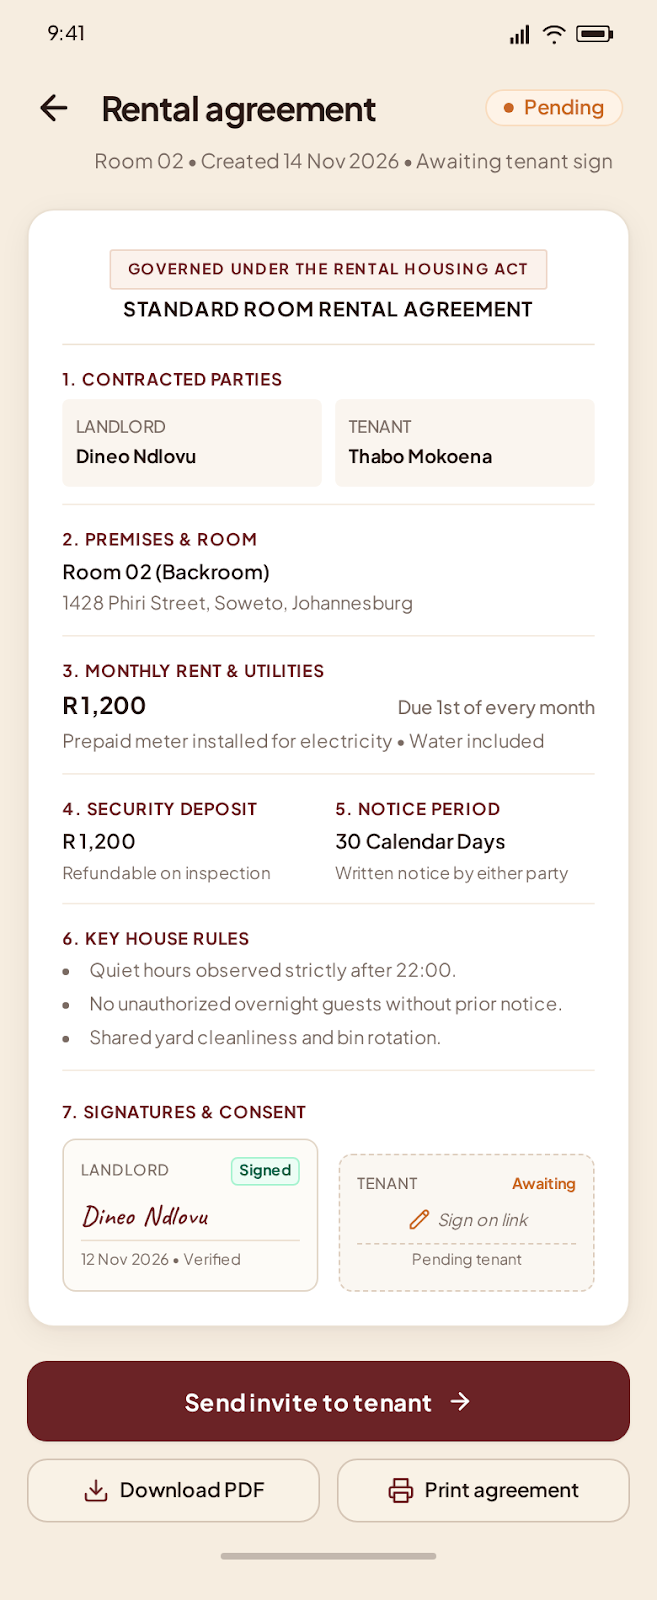 9:41
Rental agreement
Pending
Room 02 • Created 14 Nov 2026 • Awaiting tenant sign
GOVERNED UNDER THE RENTAL HOUSING ACT
STANDARD ROOM RENTAL AGREEMENT
1. CONTRACTED PARTIES
LANDLORD
Dineo Ndlovu
TENANT
Thabo Mokoena
2. PREMISES & ROOM
Room 02 (Backroom)
1428 Phiri Street, Soweto, Johannesburg
3. MONTHLY RENT & UTILITIES
R1,200 Due 1st of every month
Prepaid meter installed for electricity • Water included
4. SECURITY DEPOSIT
R 1,200
Refundable on inspection
5. NOTICE PERIOD
30 Calendar Days
Written notice by either party
6. KEY HOUSE RULES
• Quiet hours observed strictly after 22:00.
• No unauthorized overnight guests without prior notice.
• Shared yard cleanliness and bin rotation.
7. SIGNATURES & CONSENT
LANDLORD Signed
Dineo Ndlovu
12 Nov 2026 • Verified
TENANT Awaiting
Sign on link
Pending tenant
Send invite to tenant →
Download PDF
Print agreement